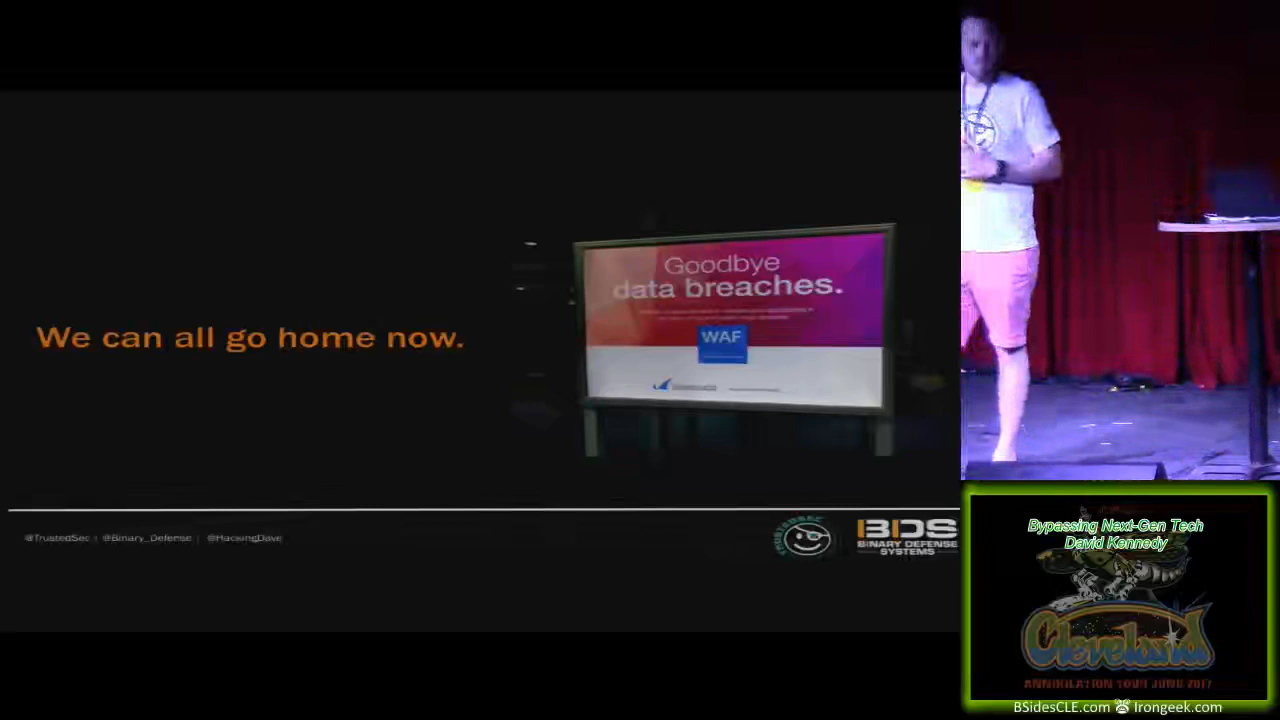 We can all go home now.
Goodbye
data breaches.
WAF
@TrustedSec | @Binary_Defense | @HackingDave
TRUSTEDSEC
BDS
BINARY DEFENSE
SYSTEMS
Bypassing Next-Gen Tech
David Kennedy
Cleveland
ANNIHILATION TOUR JUNE 2017
BSidesCLE.com Irongeek.com